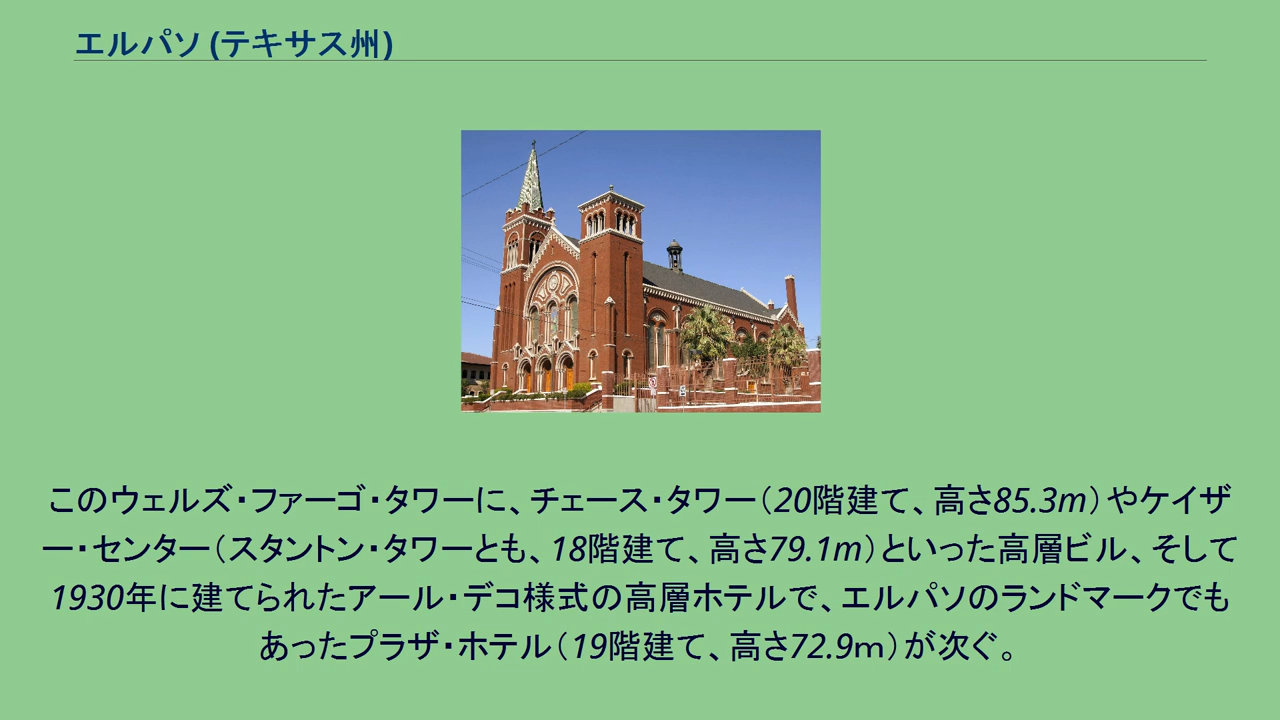 エルパソ (テキサス州)
このウェルズ・ファーゴ・タワーに、チェース・タワー（20階建て、高さ85.3m）やケイザ
ー・センター（スタントン・タワーとも、18階建て、高さ79.1m）といった高層ビル、そして
1930年に建てられたアール・デコ様式の高層ホテルで、エルパソのランドマークでも
あったプラザ・ホテル（19階建て、高さ72.9ｍ）が次ぐ。